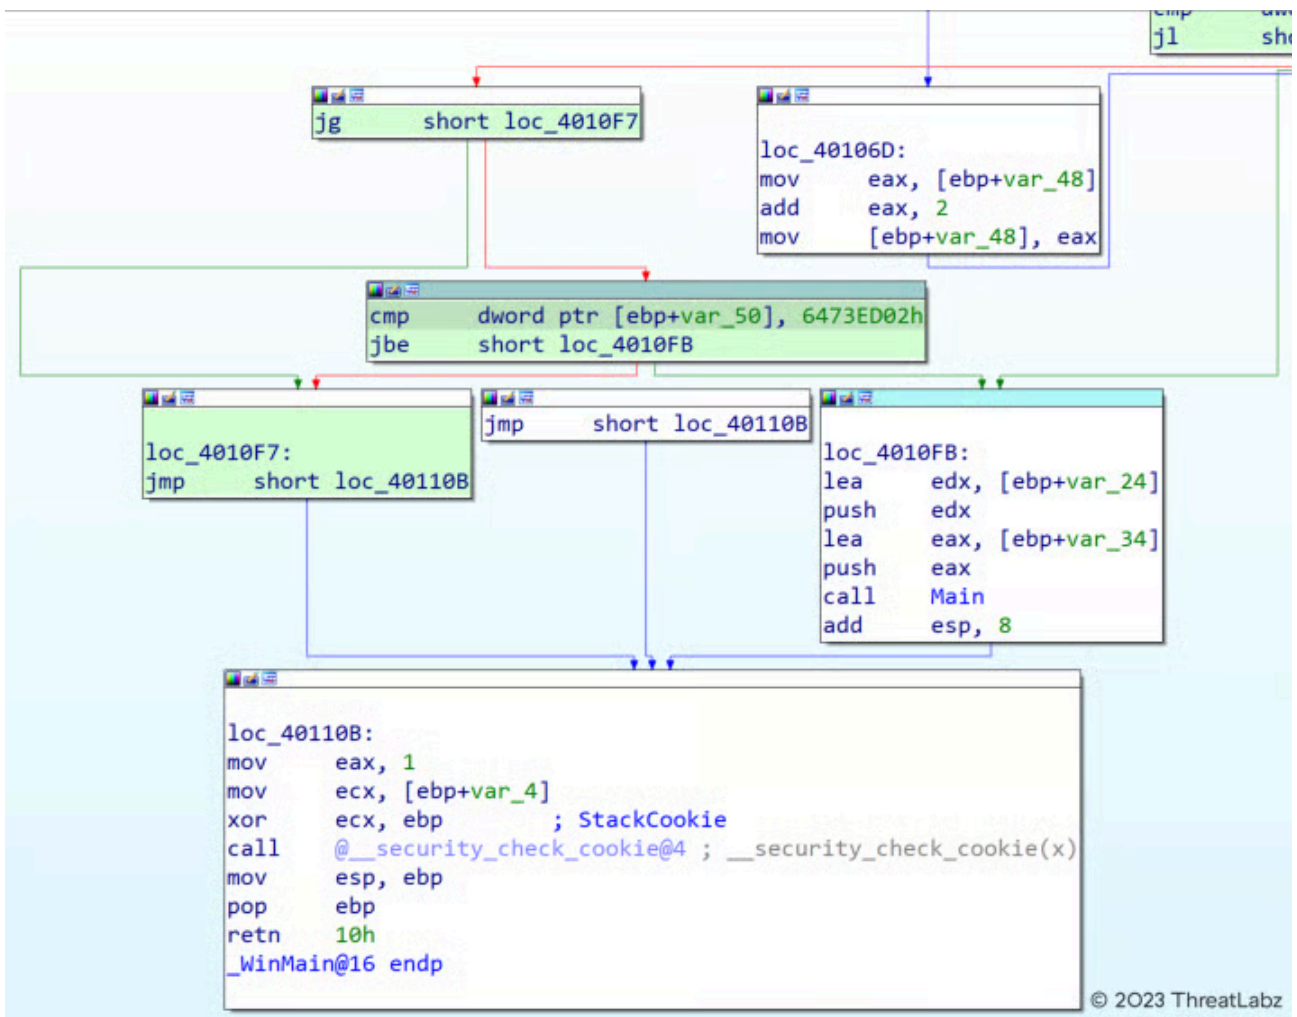 jl
jg short loc_4010F7
loc_40106D:
mov eax, [ebp+var_48]
add eax, 2
mov [ebp+var_48], eax
cmp dword ptr [ebp+var_50], 6473ED02h
jbe short loc_4010FB
loc_4010F7:
jmp short loc_40110B
jmp short loc_40110B
loc_4010FB:
lea edx, [ebp+var_24]
push edx
lea eax, [ebp+var_34]
push eax
call Main
add esp, 8
loc_40110B:
mov eax, 1
mov ecx, [ebp+var_4]
xor ecx, ebp ; StackCookie
call @__security_check_cookie@4 ; __security_check_cookie(x)
mov esp, ebp
pop ebp
retn 10h
_WinMain@16 endp
© 2023 ThreatLabz